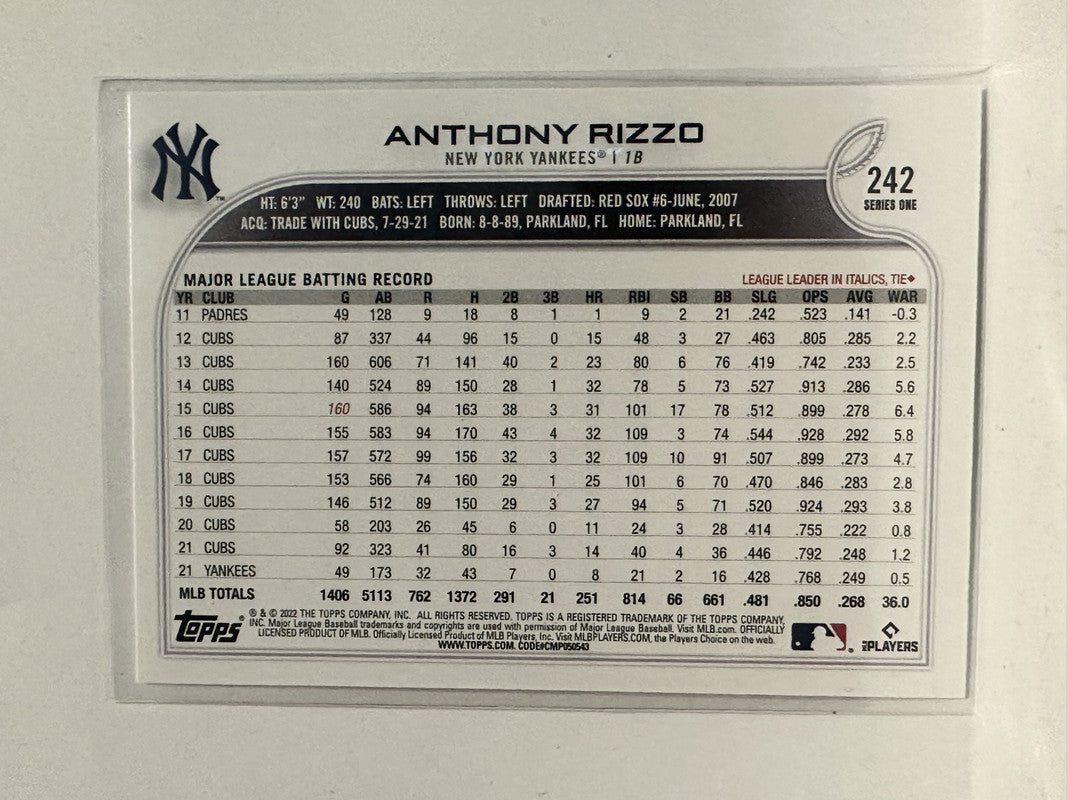 NY
TM
ANTHONY RIZZO
NEW YORK YANKEES® | 1B
242
SERIES ONE
HT: 6'3" WT: 240 BATS: LEFT THROWS: LEFT DRAFTED: RED SOX #6-JUNE, 2007
ACQ: TRADE WITH CUBS, 7-29-21 BORN: 8-8-89, PARKLAND, FL HOME: PARKLAND, FL
MAJOR LEAGUE BATTING RECORD LEAGUE LEADER IN ITALICS, TIE◆
YR CLUB G AB R H 2B 3B HR RBI SB BB SLG OPS AVG WAR
11 PADRES 49 128 9 18 8 1 1 9 2 21 .242 .523 .141 -0.3
12 CUBS 87 337 44 96 15 0 15 48 3 27 .463 .805 .285 2.2
13 CUBS 160 606 71 141 40 2 23 80 6 76 .419 .742 .233 2.5
14 CUBS 140 524 89 150 28 1 32 78 5 73 .527 .913 .286 5.6
15 CUBS 160 586 94 163 38 3 31 101 17 78 .512 .899 .278 6.4
16 CUBS 155 583 94 170 43 4 32 109 3 74 .544 .928 .292 5.8
17 CUBS 157 572 99 156 32 3 32 109 10 91 .507 .899 .273 4.7
18 CUBS 153 566 74 160 29 1 25 101 6 70 .470 .846 .283 2.8
19 CUBS 146 512 89 150 29 3 27 94 5 71 .520 .924 .293 3.8
20 CUBS 58 203 26 45 6 0 11 24 3 28 .414 .755 .222 0.8
21 CUBS 92 323 41 80 16 3 14 40 4 36 .446 .792 .248 1.2
21 YANKEES 49 173 32 43 7 0 8 21 2 16 .428 .768 .249 0.5
MLB TOTALS 1406 5113 762 1372 291 21 251 814 66 661 .481 .850 .268 36.0
Topps®
® & © 2022 THE TOPPS COMPANY, INC. ALL RIGHTS RESERVED. TOPPS IS A REGISTERED TRADEMARK OF THE TOPPS COMPANY,
INC. Major League Baseball trademarks and copyrights are used with permission of Major League Baseball. Visit MLB.com. OFFICIALLY
LICENSED PRODUCT OF MLB. Officially Licensed Product of MLB Players, Inc. Visit MLBPLAYERS.COM, the Players Choice on the web.
WWW.TOPPS.COM. CODE#CMP050543
MLB PLAYERS